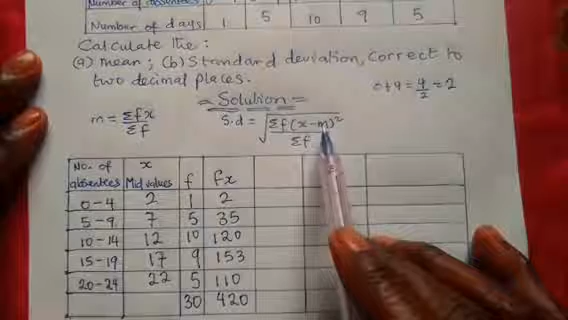 Number of days 1 5 10 9 5
Calculate the :
(a) mean ; (b) Standard deviation, correct to
two decimal places.
0+4 = 4/2 = 2
Solution
m = Σfx/Σf
S.d = √Σf(x-m)²/Σf
No. of absentees x Mid values f fx
0-4 2 1 2
5-9 7 5 35
10-14 12 10 120
15-19 17 9 153
20-24 22 5 110
30 420